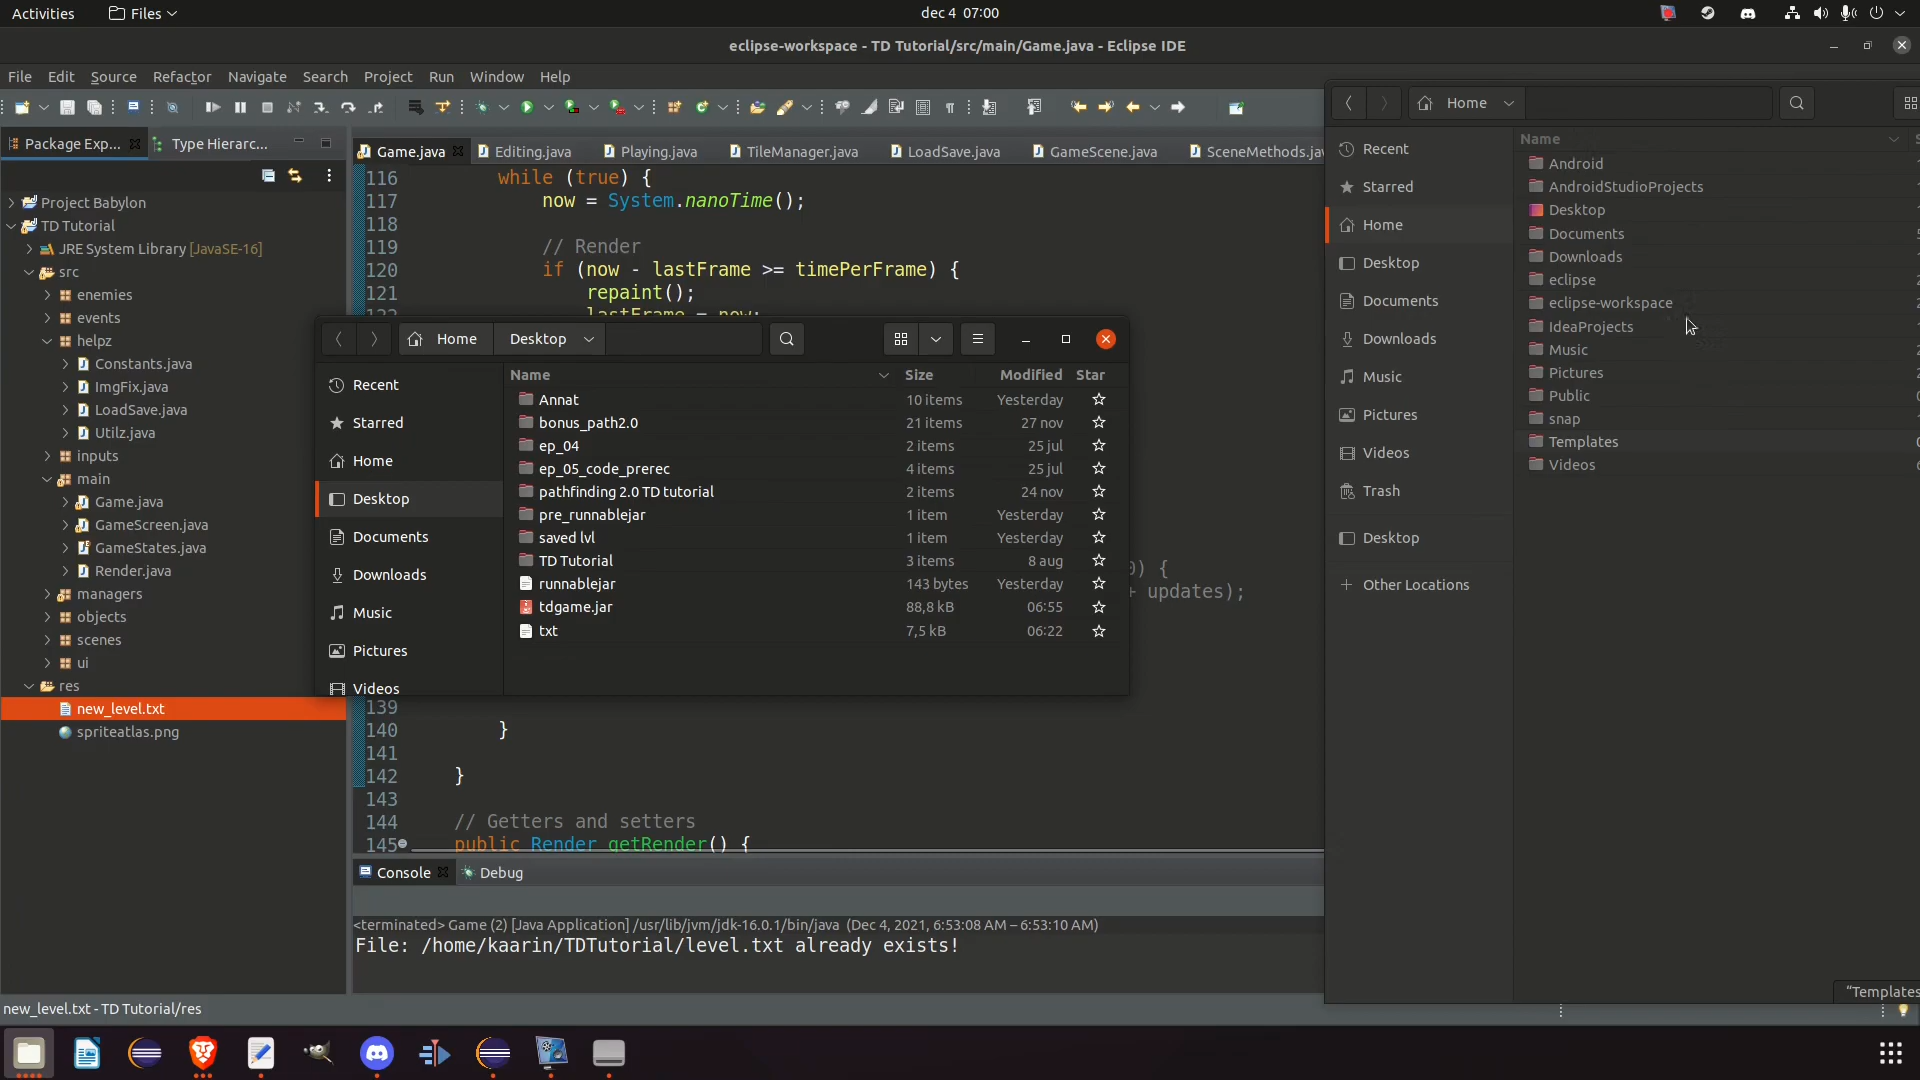 Activities
Files
dec 4 07:00
eclipse-workspace - TD Tutorial/src/main/Game.java - Eclipse IDE
File Edit Source Refactor Navigate Search Project Run Window Help
Package Exp...
Type Hierarc...
Project Babylon
TD Tutorial
JRE System Library [JavaSE-16]
src
enemies
events
helpz
Constants.java
ImgFix.java
LoadSave.java
Utilz.java
inputs
main
Game.java
GameScreen.java
GameStates.java
Render.java
managers
objects
scenes
ui
res
new_level.txt
spriteatlas.png
Game.java Editing.java Playing.java TileManager.java LoadSave.java GameScene.java SceneMethods.jav
116 while (true) {
117 now = System.nanoTime();
118
119 // Render
120 if (now - lastFrame >= timePerFrame) {
121 repaint();
lastFrame = now;
0) {
+ updates);
139
140 }
141
142 }
143
144 // Getters and setters
145 public Render getRender() {
Home Desktop
Recent
Starred
Home
Desktop
Documents
Downloads
Music
Pictures
Videos
Name Size Modified Star
Annat 10 items Yesterday
bonus_path2.0 21 items 27 nov
ep_04 2 items 25 jul
ep_05_code_prerec 4 items 25 jul
pathfinding 2.0 TD tutorial 2 items 24 nov
pre_runnablejar 1 item Yesterday
saved lvl 1 item Yesterday
TD Tutorial 3 items 8 aug
runnablejar 143 bytes Yesterday
tdgame.jar 88,8 kB 06:55
txt 7,5 kB 06:22
Home
Recent
Starred
Home
Desktop
Documents
Downloads
Music
Pictures
Videos
Trash
Desktop
Other Locations
Name
Android
AndroidStudioProjects
Desktop
Documents
Downloads
eclipse
eclipse-workspace
IdeaProjects
Music
Pictures
Public
snap
Templates
Videos
"Templates
Console
Debug
<terminated> Game (2) [Java Application] /usr/lib/jvm/jdk-16.0.1/bin/java (Dec 4, 2021, 6:53:08 AM – 6:53:10 AM)
File: /home/kaarin/TDTutorial/level.txt already exists!
new_level.txt - TD Tutorial/res